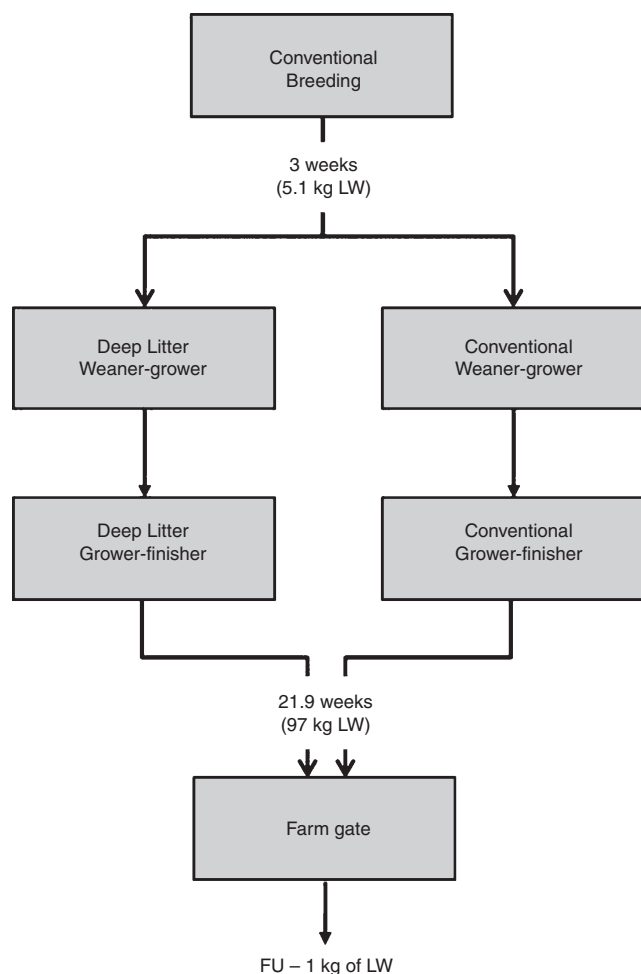 Conventional
Breeding
3 weeks
(5.1 kg LW)
Deep Litter
Weaner-grower
Conventional
Weaner-grower
Deep Litter
Grower-finisher
Conventional
Grower-finisher
21.9 weeks
(97 kg LW)
Farm gate
FU – 1 kg of LW